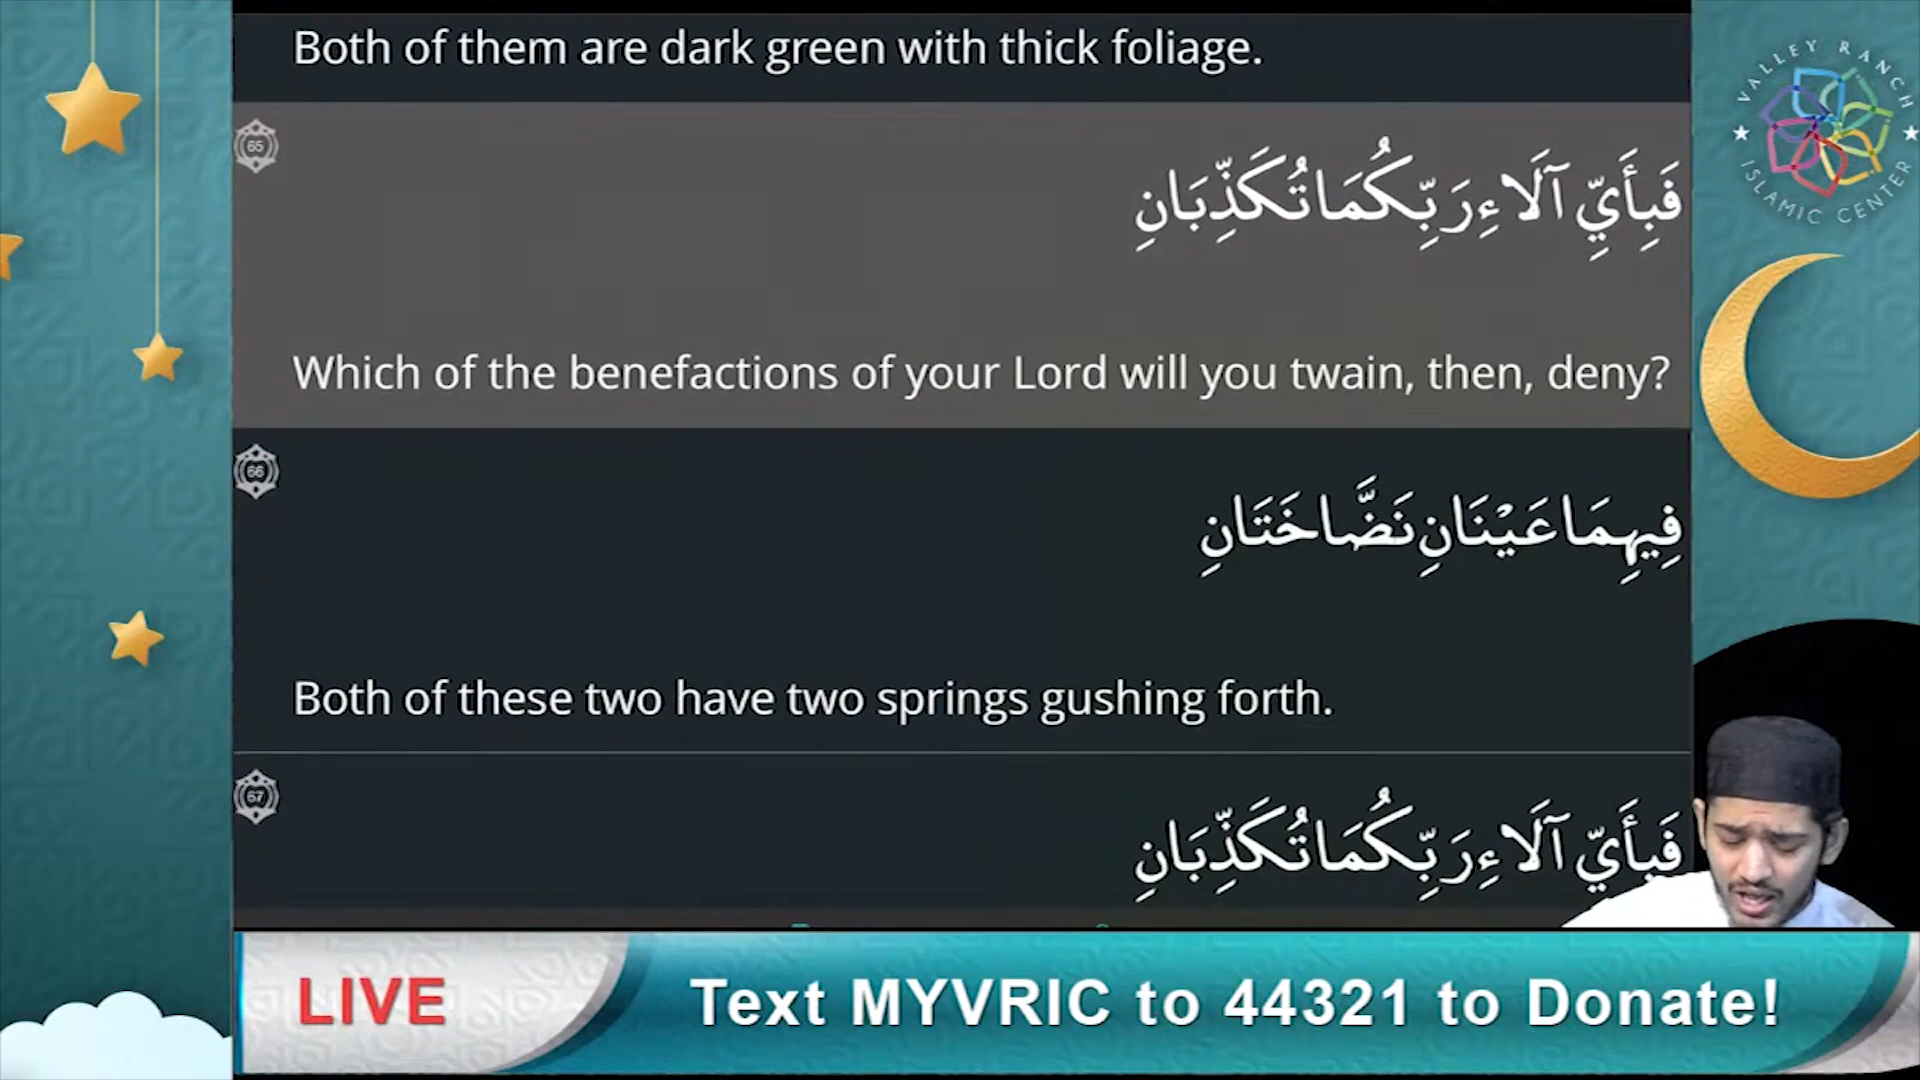 Both of them are dark green with thick foliage.
VALLEY RANCH
ISLAMIC CENTER
65
فَبِأَيِّ آلَاءِ رَبِّكُمَا تُكَذِّبَانِ
Which of the benefactions of your Lord will you twain, then, deny?
66
فِيهِمَا عَيْنَانِ نَضَّاخَتَانِ
Both of these two have two springs gushing forth.
67
فَبِأَيِّ آلَاءِ رَبِّكُمَا تُكَذِّبَانِ
LIVE
Text MYVRIC to 44321 to Donate!